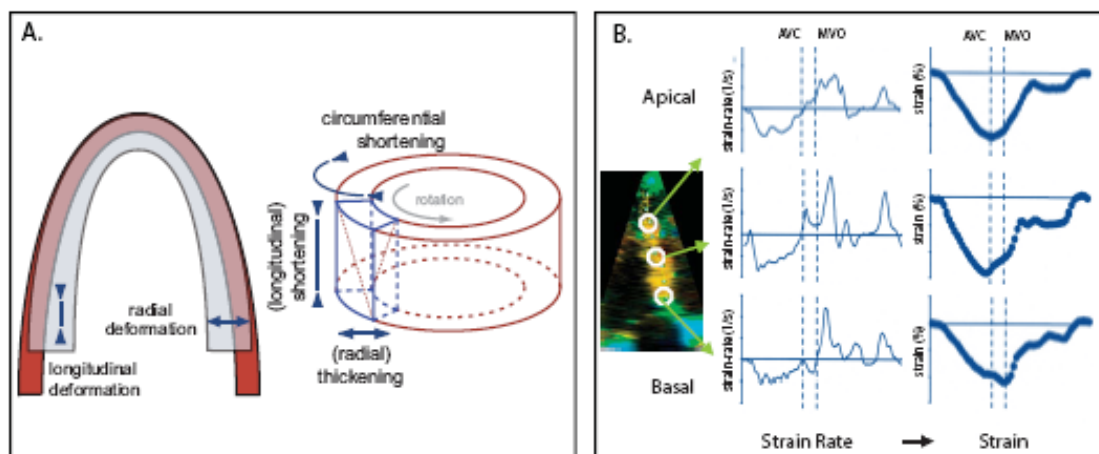 A.
circumferential
shortening
rotation
(longitudinal)
shortening
radial
deformation
longitudinal
deformation
(radial)
thickening
B.
AVC MVO
AVC MVO
Apical
strain rate (1/s)
strain (%)
strain rate (1/s)
strain (%)
strain rate (1/s)
strain (%)
Basal
Strain Rate → Strain